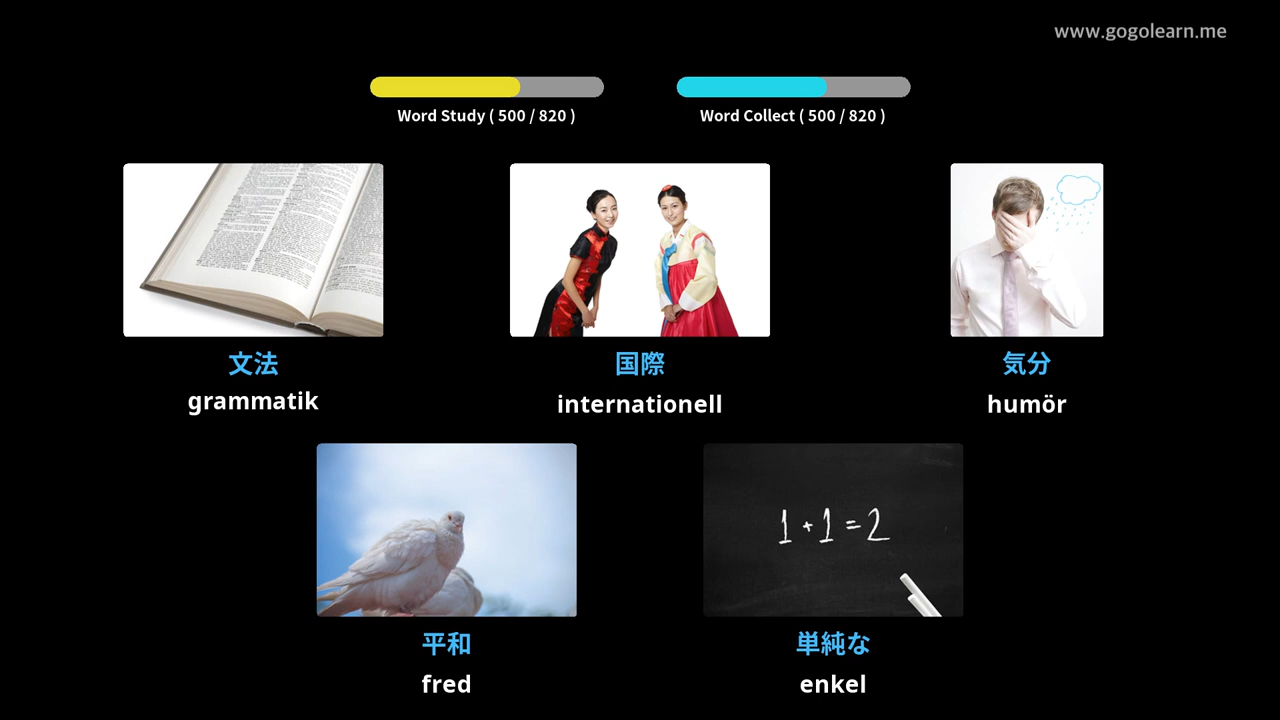 www.gogolearn.me
Word Study ( 500 / 820 )
Word Collect ( 500 / 820 )
文法
grammatik
国際
internationell
気分
humör
平和
fred
1 + 1 = 2
単純な
enkel